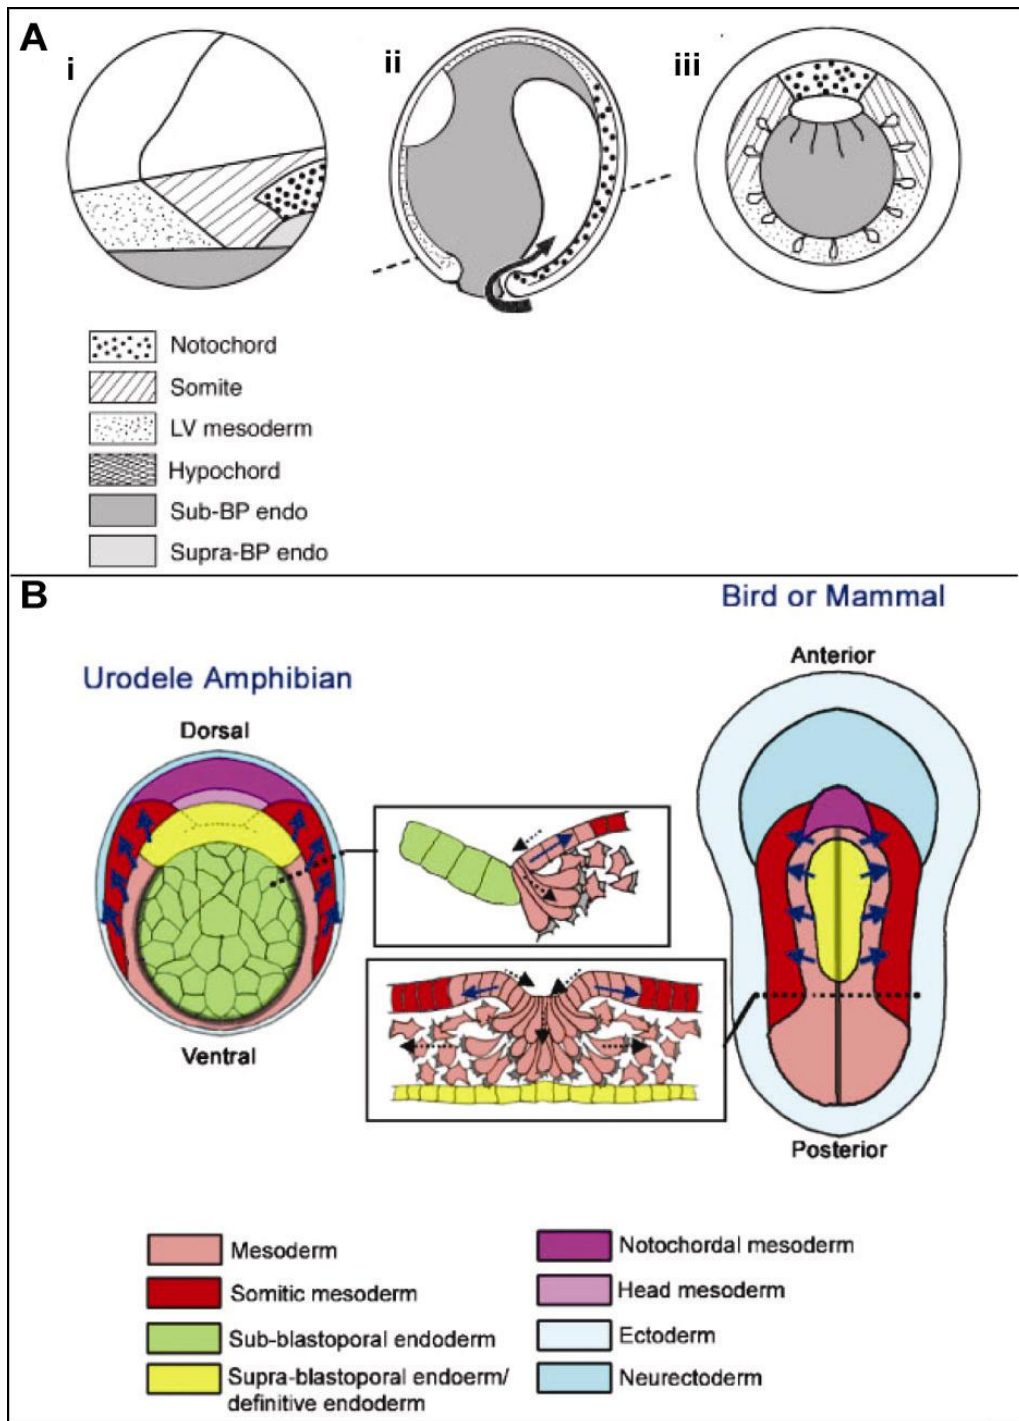 A
i
ii
iii
Notochord
Somite
LV mesoderm
Hypochord
Sub-BP endo
Supra-BP endo
B
Bird or Mammal
Urodele Amphibian
Anterior
Dorsal
Ventral
Posterior
Mesoderm
Somitic mesoderm
Sub-blastoporal endoderm
Supra-blastoporal endoerm/
definitive endoderm
Notochordal mesoderm
Head mesoderm
Ectoderm
Neurectoderm